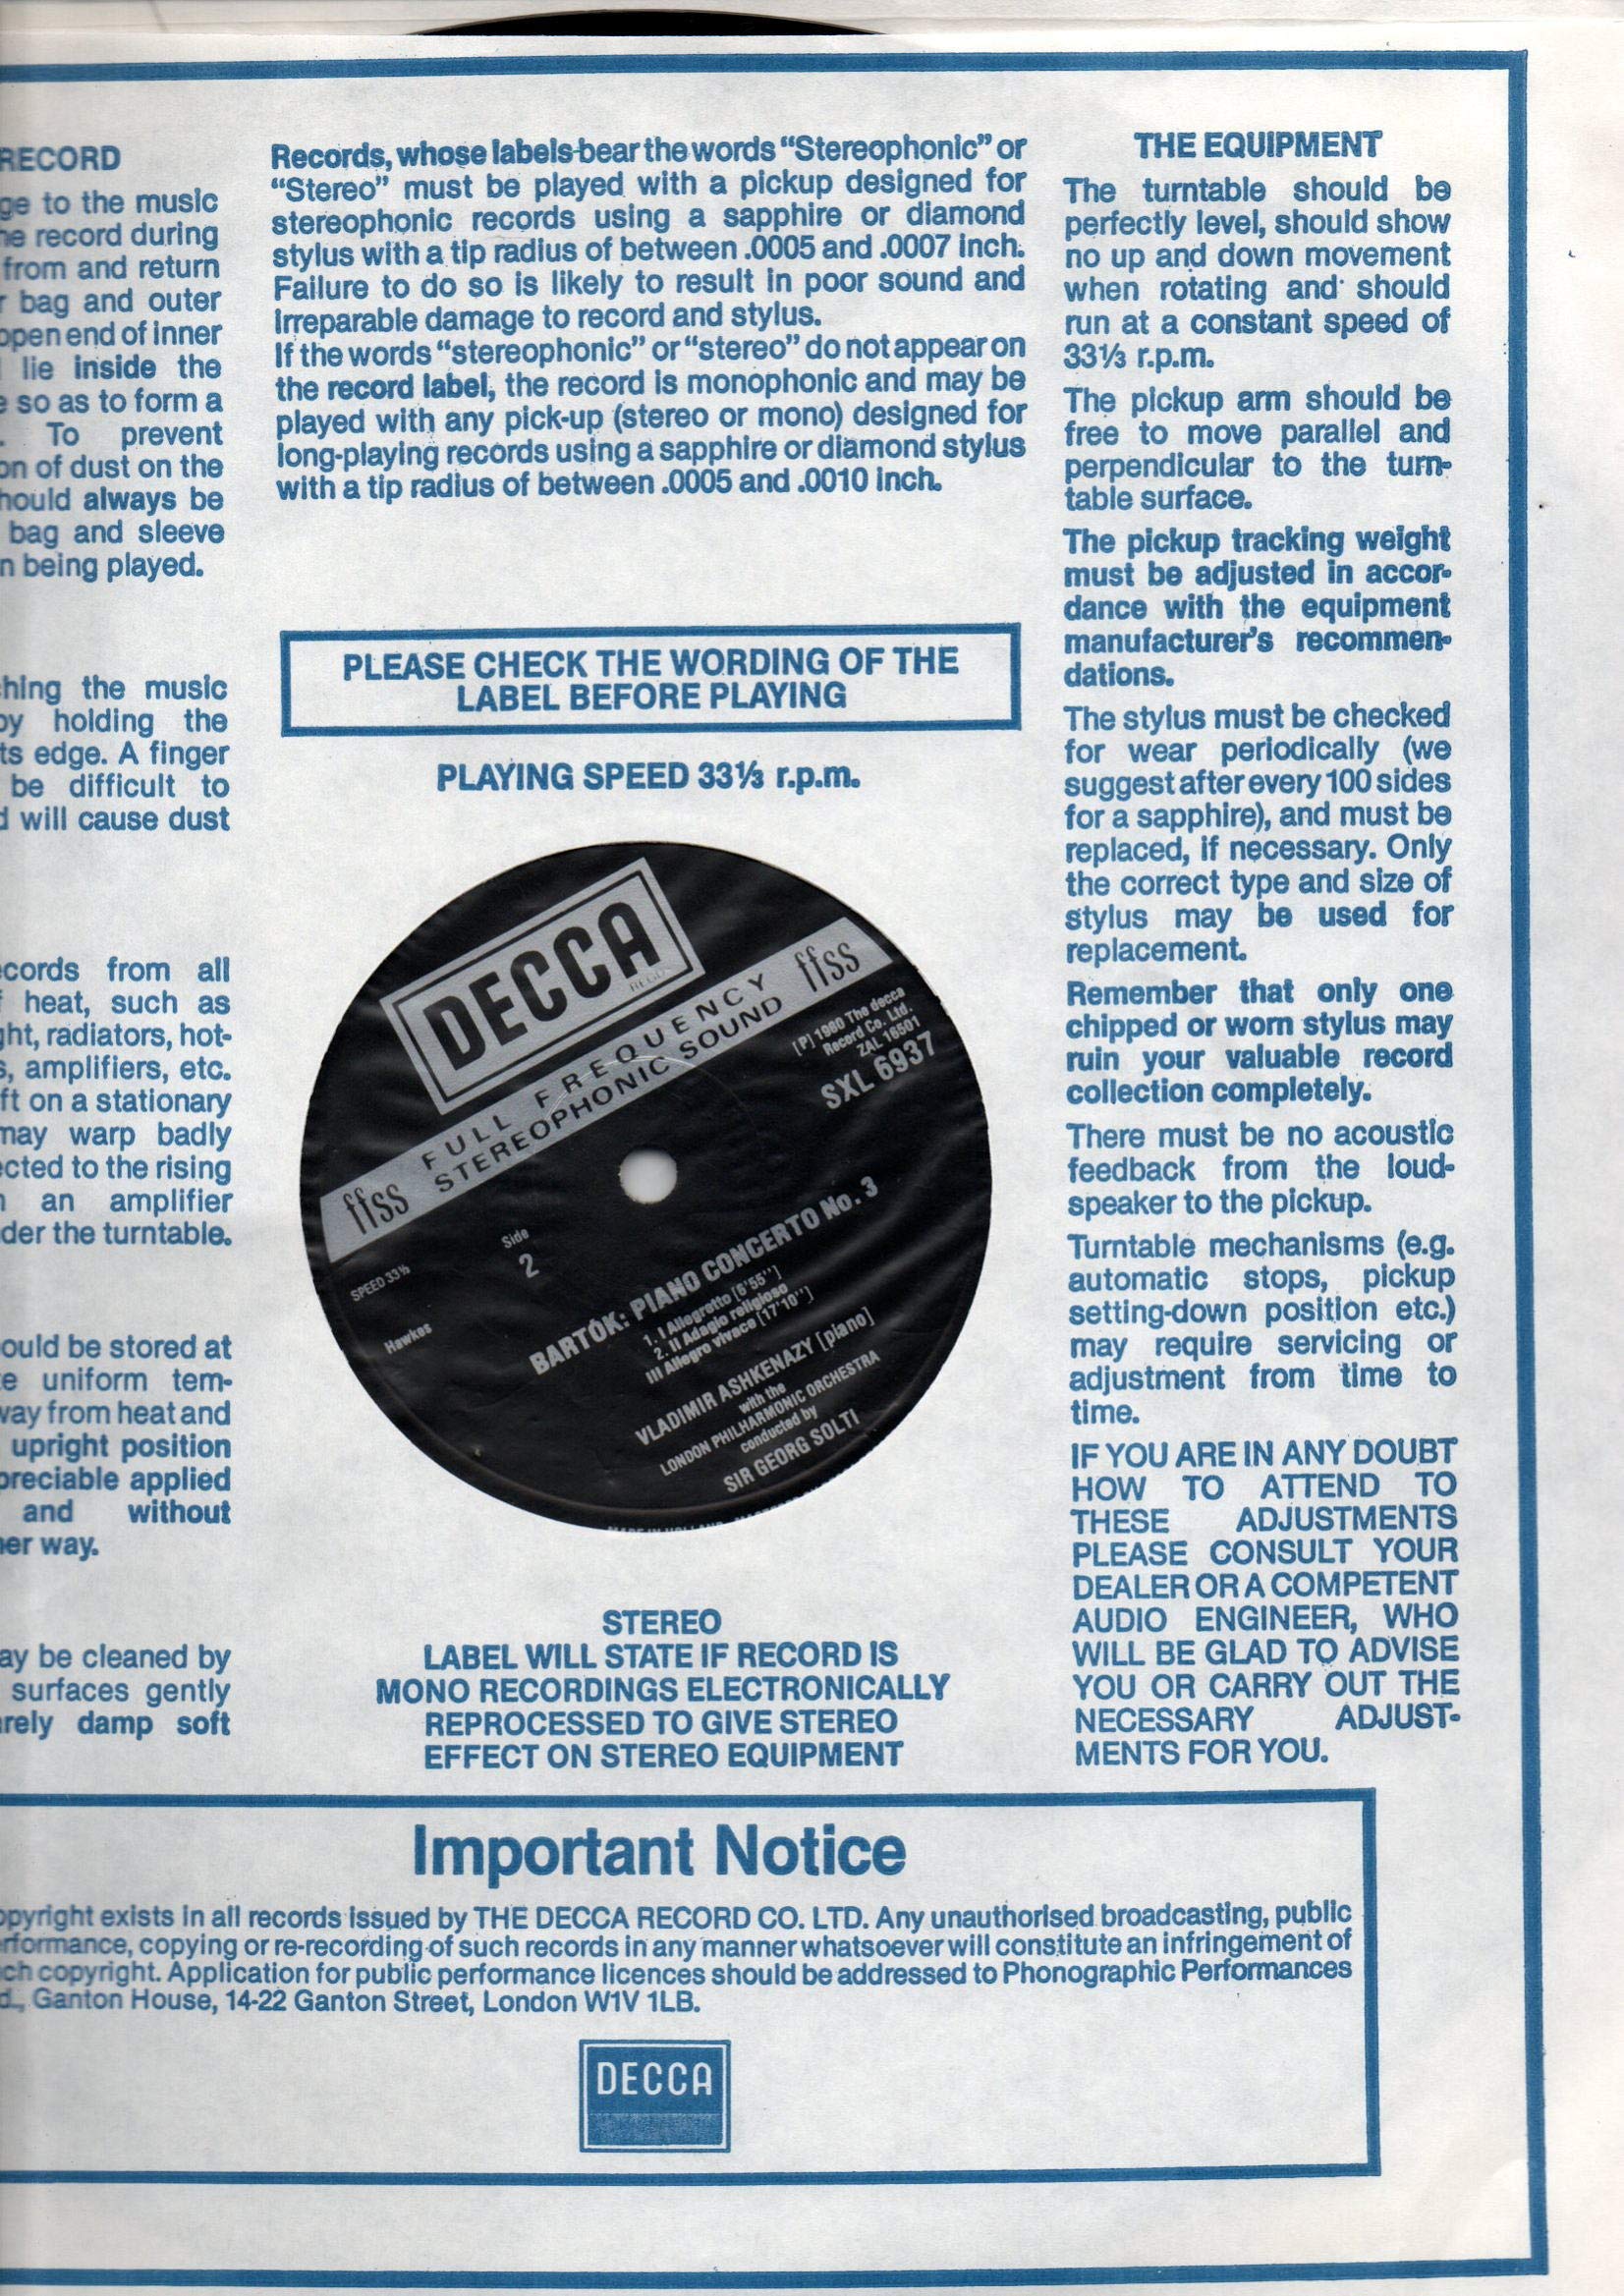 RECORD
ge to the music
he record during
from and return
r bag and outer
open end of inner
lie inside the
e so as to form a
. To prevent
on of dust on the
hould always be
bag and sleeve
n being played.
hing the music
by holding the
ts edge. A finger
be difficult to
d will cause dust
cords from all
f heat, such as
ght, radiators, hot-
s, amplifiers, etc.
ft on a stationary
may warp badly
cted to the rising
an amplifier
der the turntable.
ould be stored at
e uniform tem-
way from heat and
upright position
preciable applied
and without
her way.
ay be cleaned by
surfaces gently
rely damp soft
Records, whose labels bear the words “Stereophonic” or
“Stereo” must be played with a pickup designed for
stereophonic records using a sapphire or diamond
stylus with a tip radius of between .0005 and .0007 inch.
Failure to do so is likely to result in poor sound and
irreparable damage to record and stylus.
If the words “stereophonic” or “stereo” do not appear on
the record label, the record is monophonic and may be
played with any pick-up (stereo or mono) designed for
long-playing records using a sapphire or diamond stylus
with a tip radius of between .0005 and .0010 inch.
PLEASE CHECK THE WORDING OF THE
LABEL BEFORE PLAYING
PLAYING SPEED 33⅓ r.p.m.
DECCA
REGD.
ffss FULL FREQUENCY ffss
STEREOPHONIC SOUND
[P] 1980 The decca
Record Co. Ltd.
ZAL 16501
SXL 6937
Side
2
SPEED 33⅓
Hawkes
BARTÓK: PIANO CONCERTO No. 3
1. I Allegretto [6'55'']
2. II Adagio religioso
III Allegro vivace [17'10'']
VLADIMIR ASHKENAZY [piano]
with the
LONDON PHILHARMONIC ORCHESTRA
conducted by
SIR GEORG SOLTI
MADE IN HOLLAND
STEREO
LABEL WILL STATE IF RECORD IS
MONO RECORDINGS ELECTRONICALLY
REPROCESSED TO GIVE STEREO
EFFECT ON STEREO EQUIPMENT
THE EQUIPMENT
The turntable should be
perfectly level, should show
no up and down movement
when rotating and should
run at a constant speed of
33⅓ r.p.m.
The pickup arm should be
free to move parallel and
perpendicular to the turn-
table surface.
The pickup tracking weight
must be adjusted in accor-
dance with the equipment
manufacturer's recommen-
dations.
The stylus must be checked
for wear periodically (we
suggest after every 100 sides
for a sapphire), and must be
replaced, if necessary. Only
the correct type and size of
stylus may be used for
replacement.
Remember that only one
chipped or worn stylus may
ruin your valuable record
collection completely.
There must be no acoustic
feedback from the loud-
speaker to the pickup.
Turntable mechanisms (e.g.
automatic stops, pickup
setting-down position etc.)
may require servicing or
adjustment from time to
time.
IF YOU ARE IN ANY DOUBT
HOW TO ATTEND TO
THESE ADJUSTMENTS
PLEASE CONSULT YOUR
DEALER OR A COMPETENT
AUDIO ENGINEER, WHO
WILL BE GLAD TO ADVISE
YOU OR CARRY OUT THE
NECESSARY ADJUST-
MENTS FOR YOU.
Important Notice
opyright exists in all records issued by THE DECCA RECORD CO. LTD. Any unauthorised broadcasting, public
rformance, copying or re-recording of such records in any manner whatsoever will constitute an infringement of
ch copyright. Application for public performance licences should be addressed to Phonographic Performances
d., Ganton House, 14-22 Ganton Street, London W1V 1LB.
DECCA